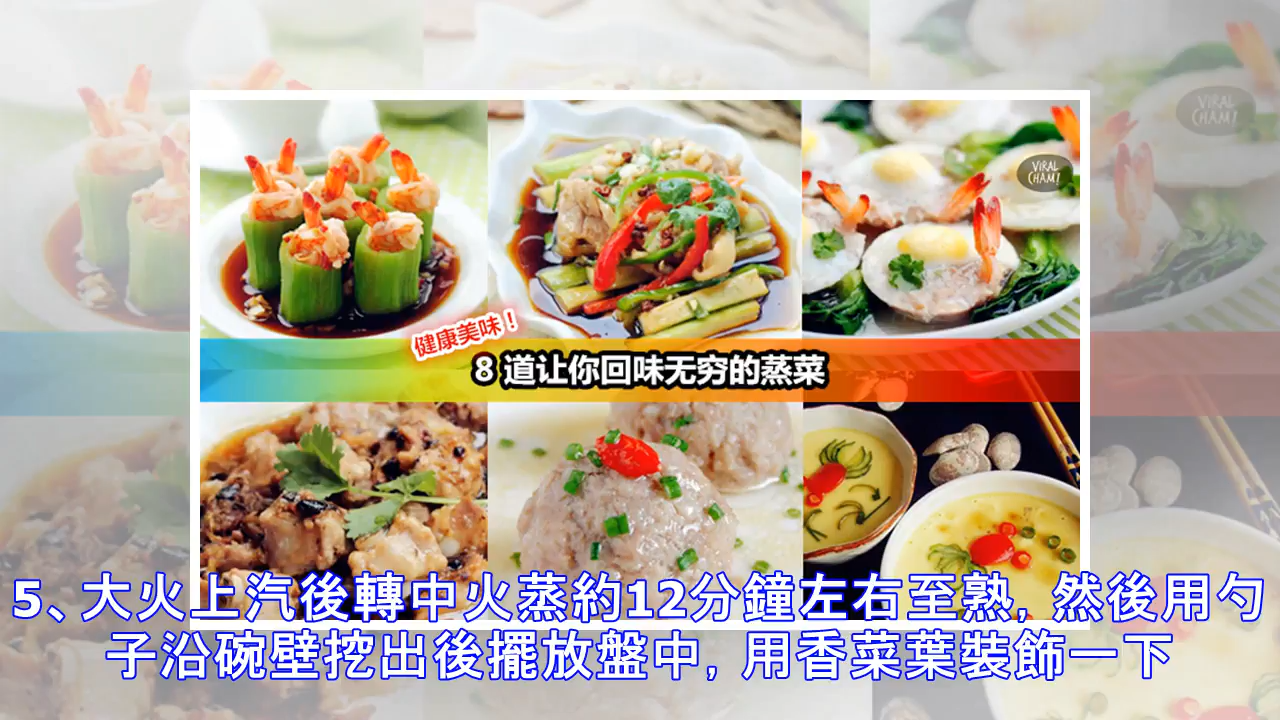 VIRAL
CHAM!
VIRAL
CHAM!
健康美味！
8 道让你回味无穷的蒸菜
5、大火上汽後轉中火蒸約12分鐘左右至熟, 然後用勺
子沿碗壁挖出後擺放盤中, 用香菜葉裝飾一下